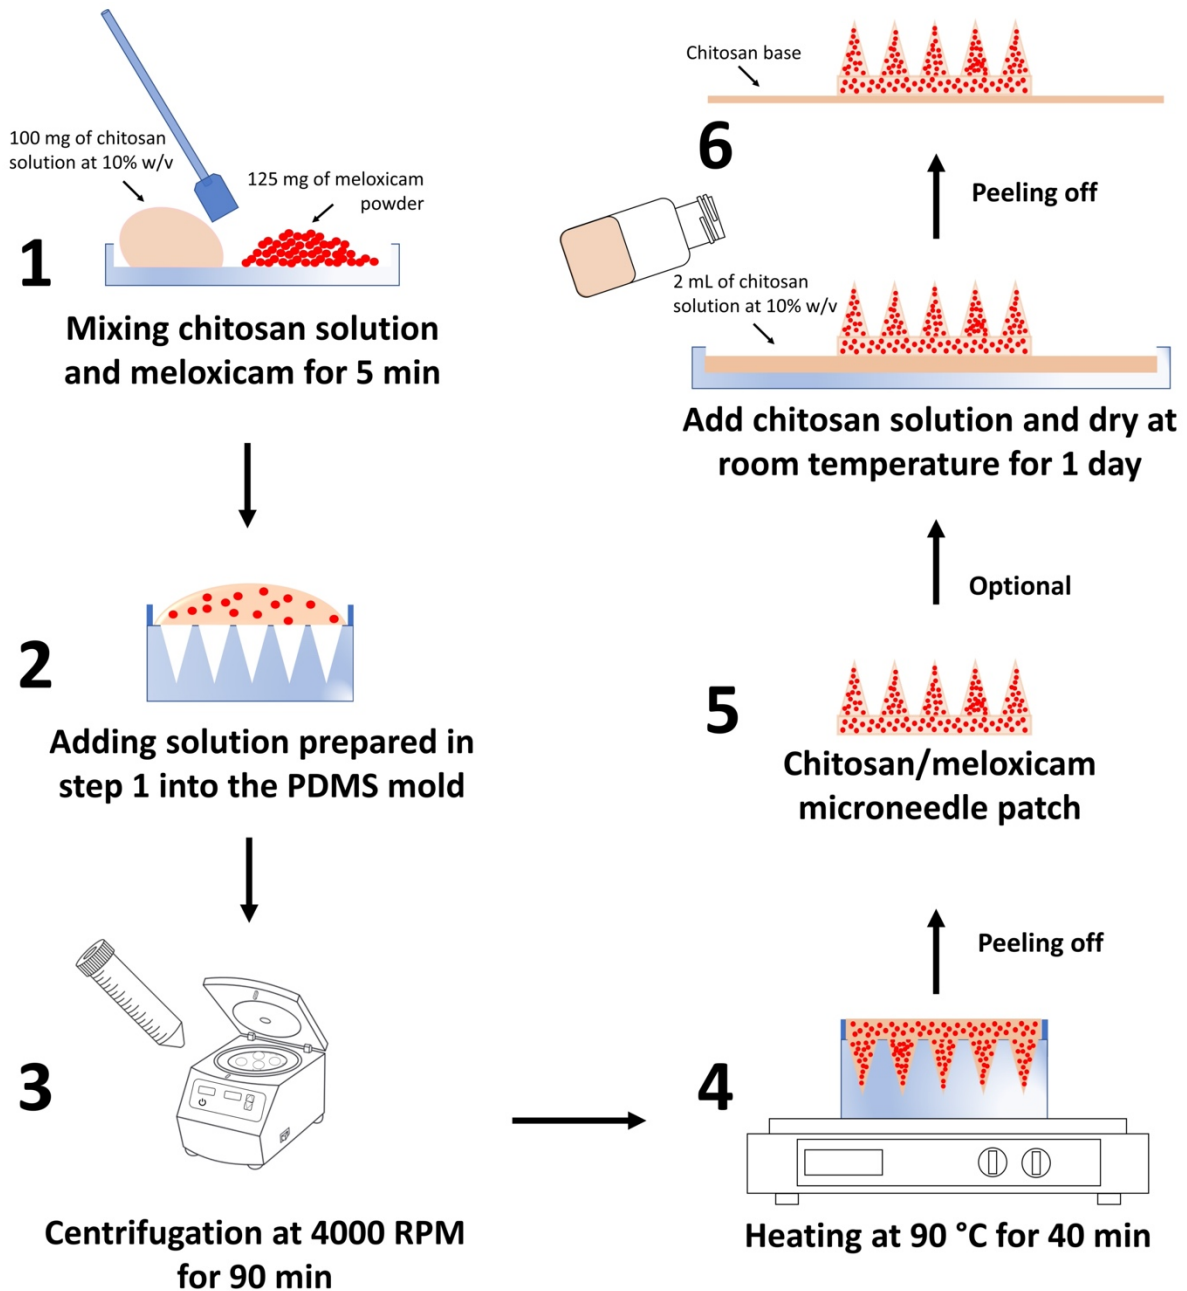 1
100 mg of chitosan
solution at 10% w/v
125 mg of meloxicam
powder
Mixing chitosan solution
and meloxicam for 5 min
2
Adding solution prepared in
step 1 into the PDMS mold
3
Centrifugation at 4000 RPM
for 90 min
4
Heating at 90 °C for 40 min
Peeling off
5
Chitosan/meloxicam
microneedle patch
Optional
2 mL of chitosan
solution at 10% w/v
Add chitosan solution and dry at
room temperature for 1 day
Peeling off
6
Chitosan base